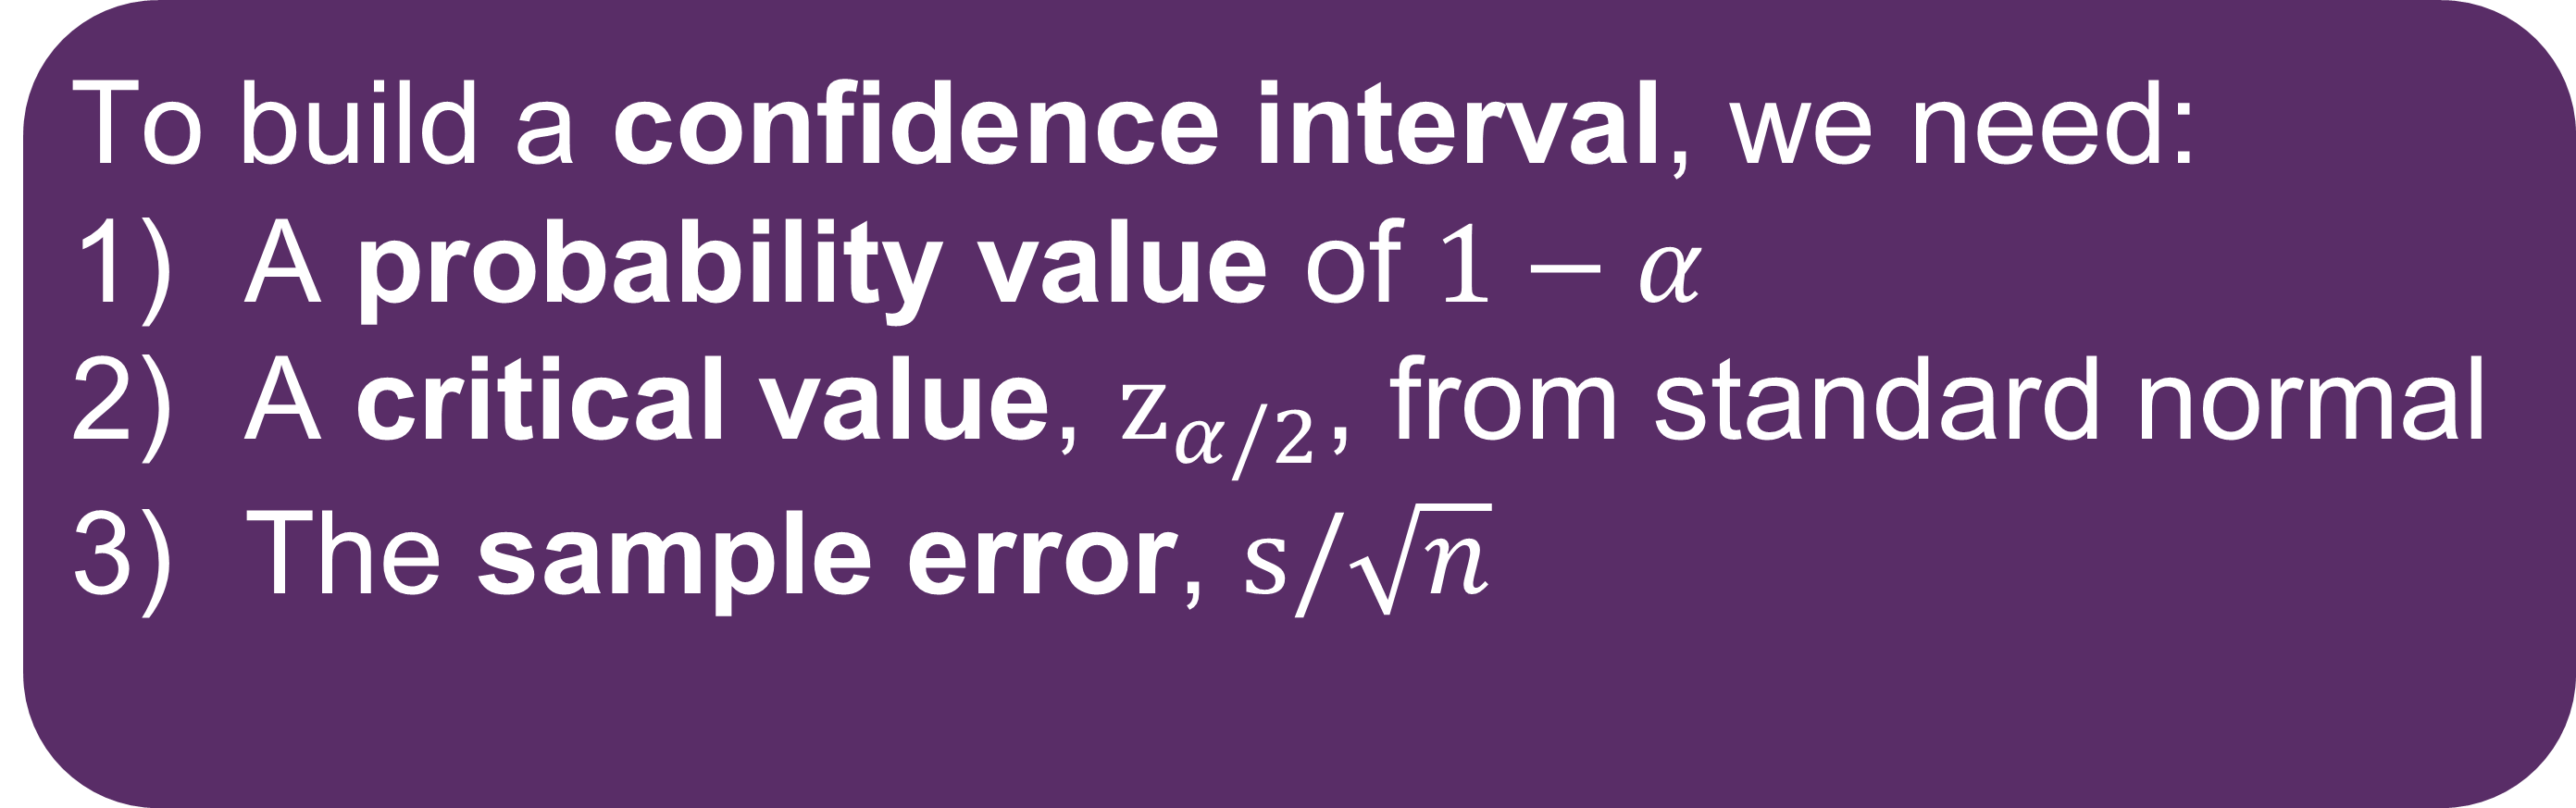 To build a confidence interval, we need:
1) A probability value of 1 − α
2) A critical value, z_{α/2}, from standard normal
3) The sample error, s/√n